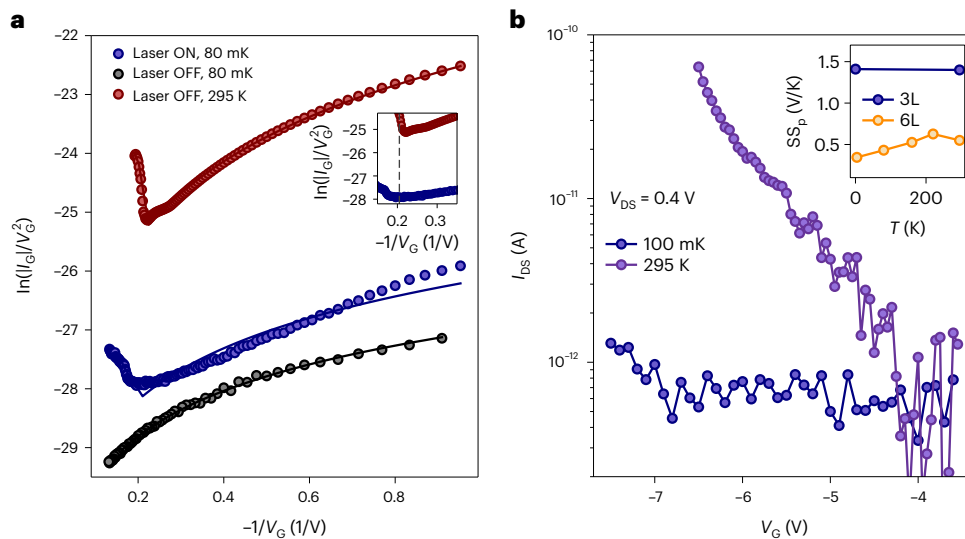 a
−22
−23
−24
−25
−26
−27
−28
−29
ln(|I_G|/V_G^2)
Laser ON, 80 mK
Laser OFF, 80 mK
Laser OFF, 295 K
−25
−26
−27
−28
ln(|I_G|/V_G^2)
0.2 0.3
−1/V_G (1/V)
0.2 0.4 0.6 0.8
−1/V_G (1/V)
b
10^−10
10^−11
10^−12
I_DS (A)
V_DS = 0.4 V
100 mK
295 K
1.5
1.0
0.5
SS_p (V/K)
3L
6L
0 200
T (K)
−7 −6 −5 −4
V_G (V)